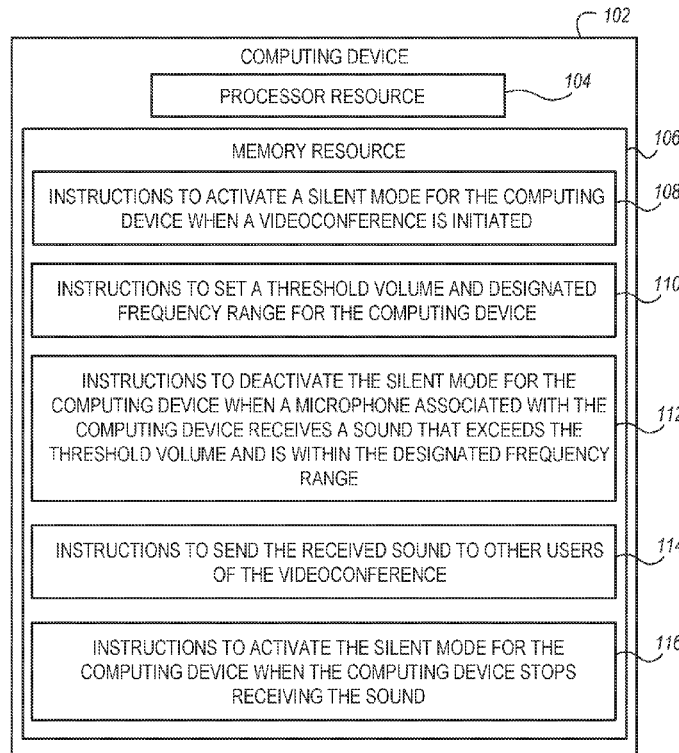 102
COMPUTING DEVICE
PROCESSOR RESOURCE
104
MEMORY RESOURCE
106
INSTRUCTIONS TO ACTIVATE A SILENT MODE FOR THE COMPUTING
DEVICE WHEN A VIDEOCONFERENCE IS INITIATED
108
INSTRUCTIONS TO SET A THRESHOLD VOLUME AND DESIGNATED
FREQUENCY RANGE FOR THE COMPUTING DEVICE
110
INSTRUCTIONS TO DEACTIVATE THE SILENT MODE FOR THE
COMPUTING DEVICE WHEN A MICROPHONE ASSOCIATED WITH THE
COMPUTING DEVICE RECEIVES A SOUND THAT EXCEEDS THE
THRESHOLD VOLUME AND IS WITHIN THE DESIGNATED FREQUENCY
RANGE
112
INSTRUCTIONS TO SEND THE RECEIVED SOUND TO OTHER USERS
OF THE VIDEOCONFERENCE
114
INSTRUCTIONS TO ACTIVATE THE SILENT MODE FOR THE
COMPUTING DEVICE WHEN THE COMPUTING DEVICE STOPS
RECEIVING THE SOUND
116